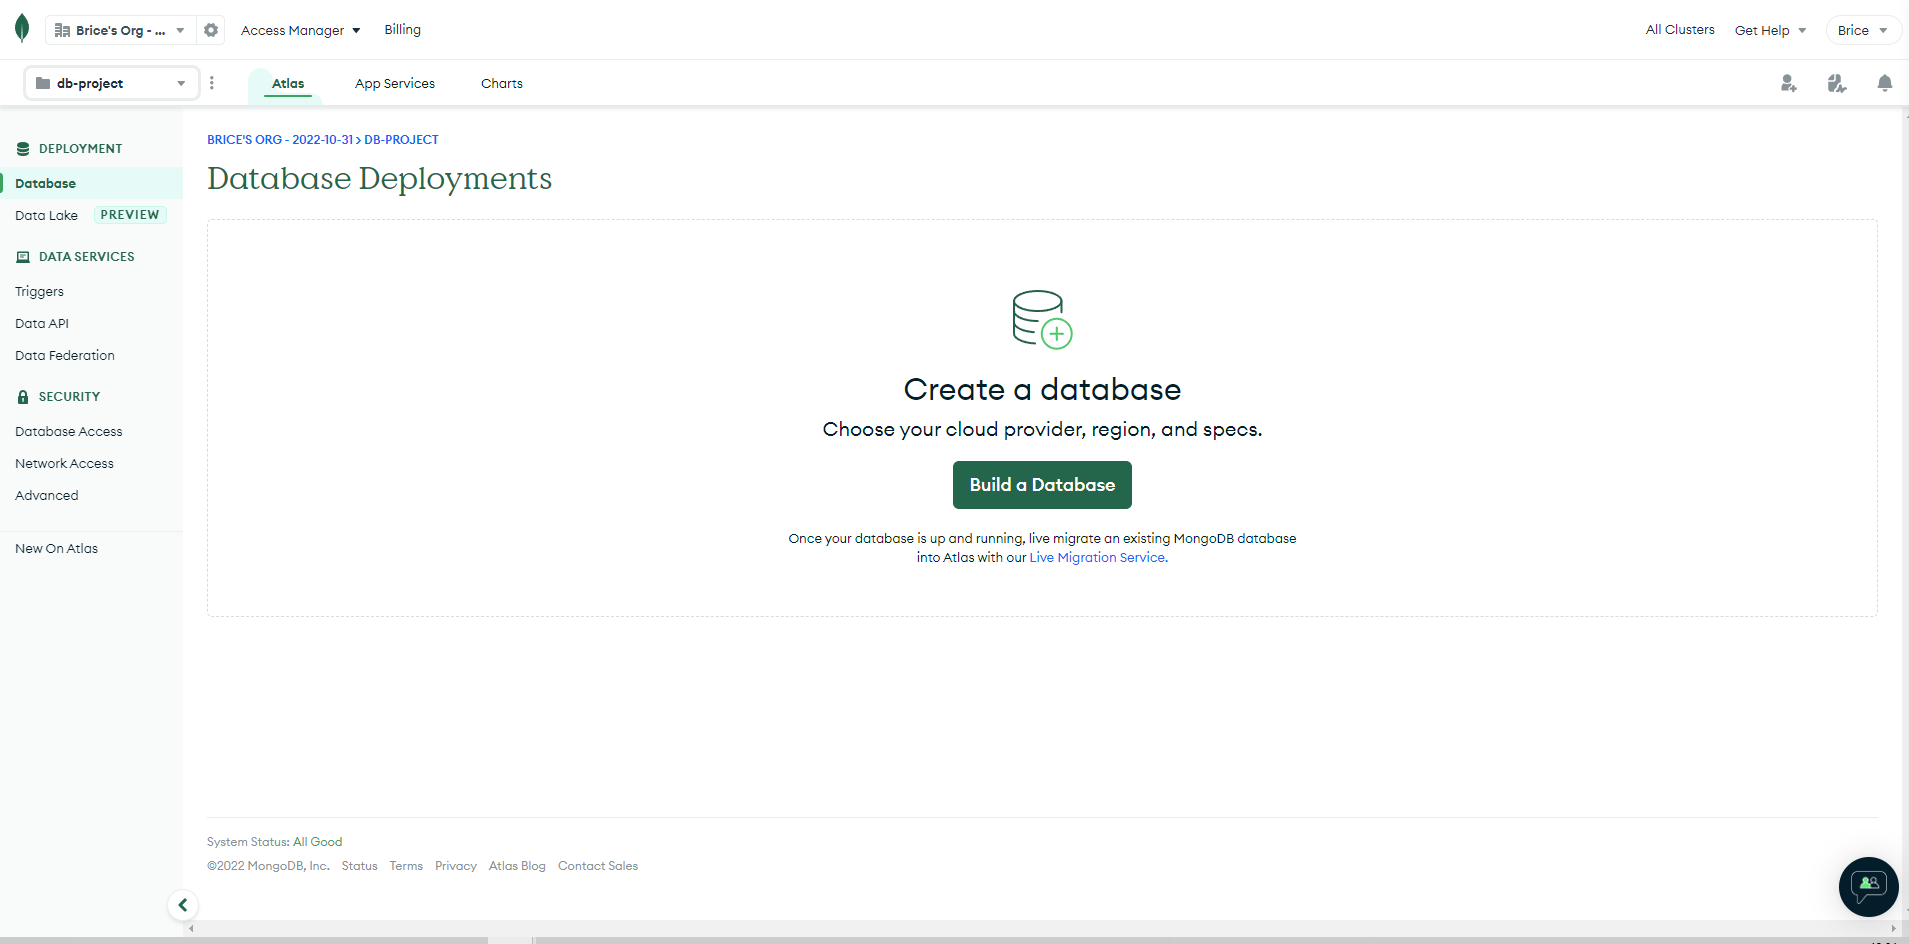 Brice's Org - ...
Access Manager
Billing
All Clusters
Get Help
Brice
db-project
Atlas
App Services
Charts
DEPLOYMENT
Database
Data Lake PREVIEW
DATA SERVICES
Triggers
Data API
Data Federation
SECURITY
Database Access
Network Access
Advanced
New On Atlas
BRICE'S ORG - 2022-10-31 > DB-PROJECT
Database Deployments
Create a database
Choose your cloud provider, region, and specs.
Build a Database
Once your database is up and running, live migrate an existing MongoDB database
into Atlas with our Live Migration Service.
System Status: All Good
©2022 MongoDB, Inc. Status Terms Privacy Atlas Blog Contact Sales